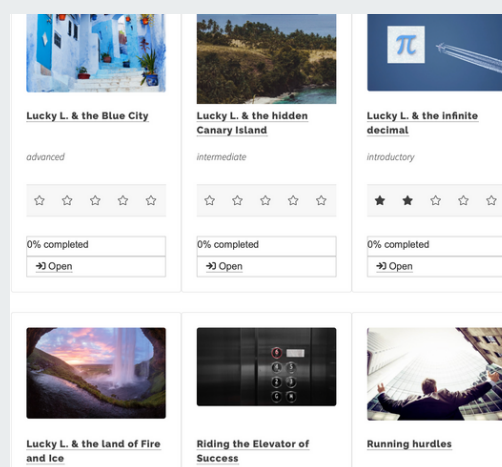 π
Lucky L. & the Blue City
Lucky L. & the hidden
Canary Island
Lucky L. & the infinite
decimal
advanced
intermediate
introductory
0% completed
0% completed
0% completed
Open
Open
Open
Lucky L. & the land of Fire
and Ice
Riding the Elevator of
Success
Running hurdles